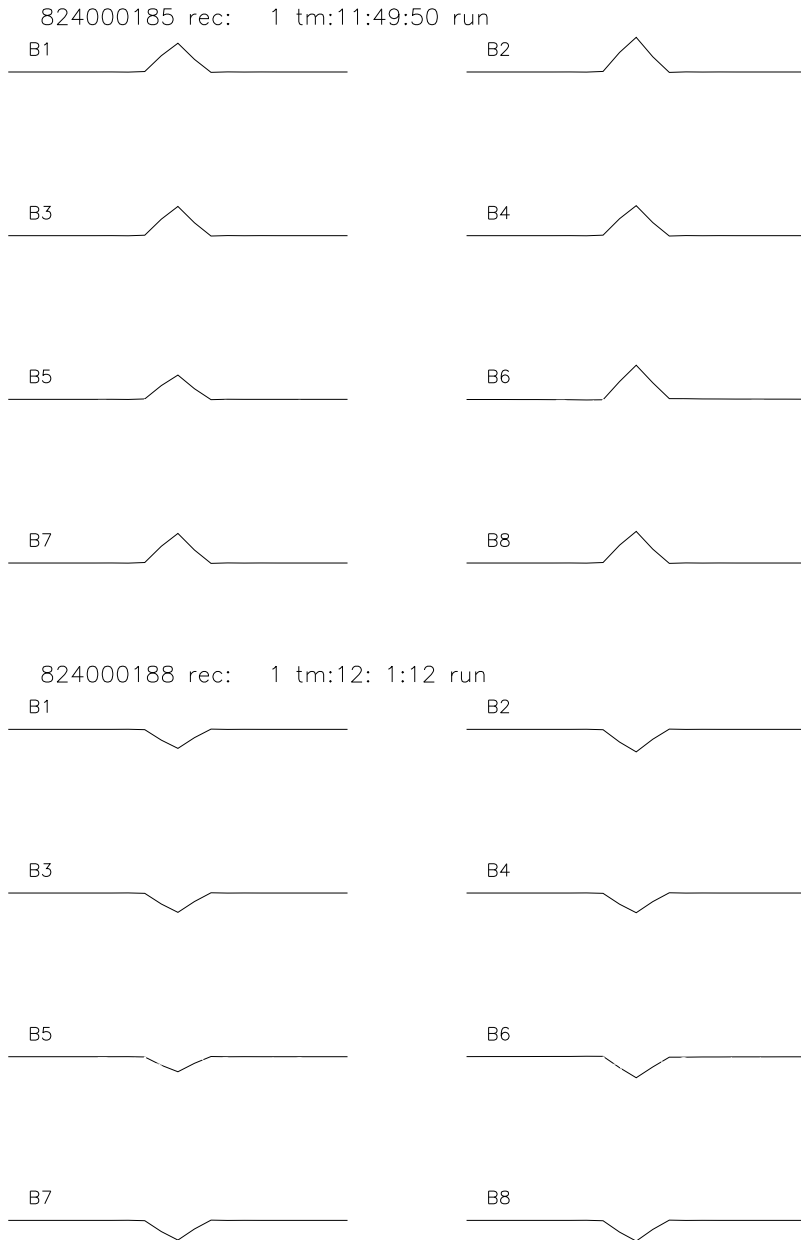 824000185 rec: 1 tm:11:49:50 run
B1 B2
B3 B4
B5 B6
B7 B8
824000188 rec: 1 tm:12: 1:12 run
B1 B2
B3 B4
B5 B6
B7 B8